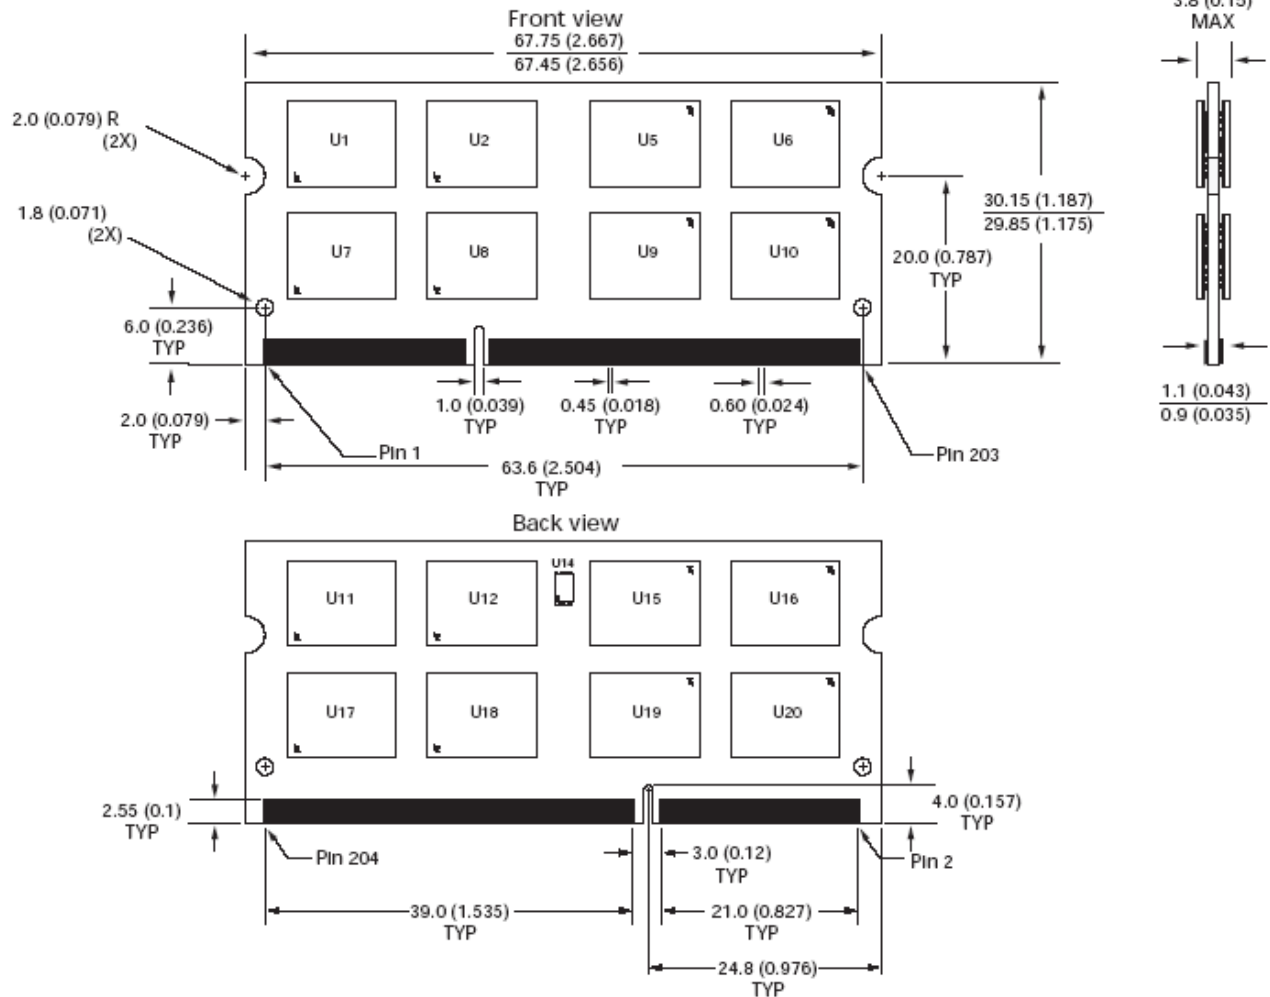 Front view
67.75 (2.667)
67.45 (2.656)
3.8 (0.15)
MAX
2.0 (0.079) R
(2X)
U1
U2
U5
U6
1.8 (0.071)
(2X)
U7
U8
U9
U10
30.15 (1.187)
29.85 (1.175)
20.0 (0.787)
TYP
6.0 (0.236)
TYP
2.0 (0.079)
TYP
1.0 (0.039)
TYP
0.45 (0.018)
TYP
0.60 (0.024)
TYP
1.1 (0.043)
0.9 (0.035)
Pin 1
63.6 (2.504)
TYP
Pin 203
Back view
U11
U12
U14
U15
U16
U17
U18
U19
U20
2.55 (0.1)
TYP
4.0 (0.157)
TYP
Pin 204
3.0 (0.12)
TYP
Pin 2
39.0 (1.535)
TYP
21.0 (0.827)
TYP
24.8 (0.976)
TYP